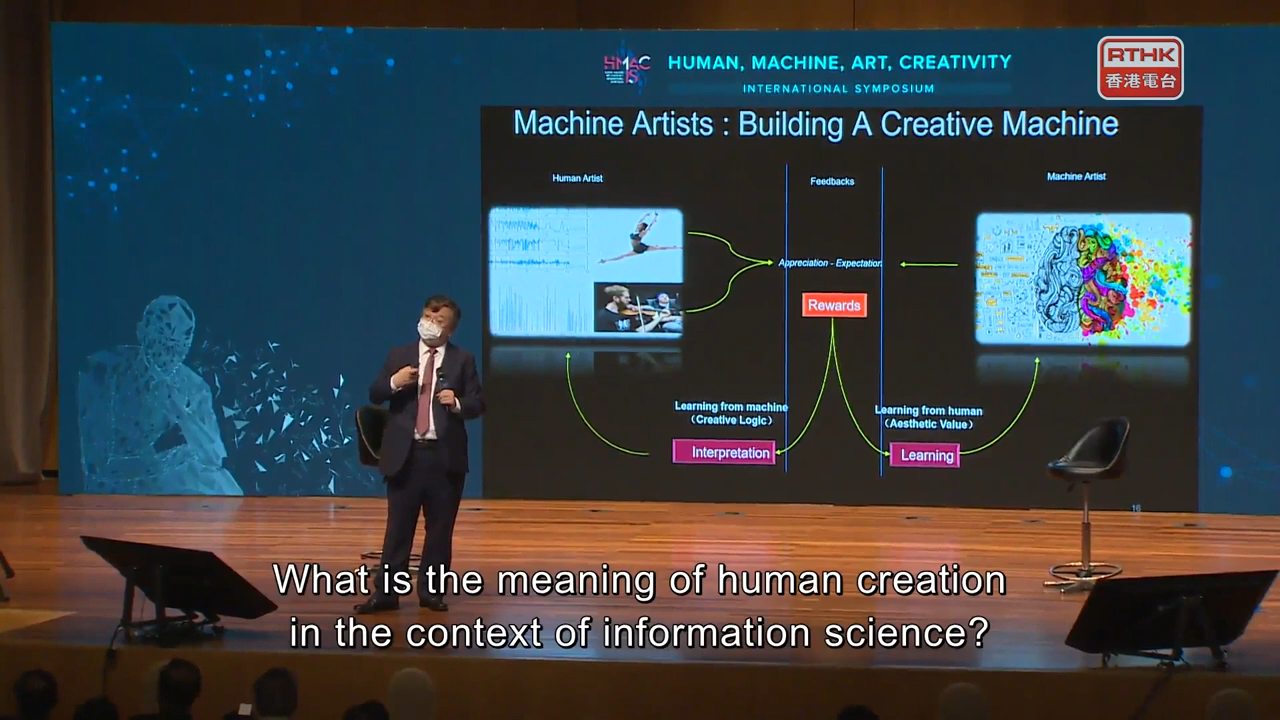 HMAC
IS
HUMAN, MACHINE, ART, CREATIVITY
INTERNATIONAL SYMPOSIUM
RTHK
香港電台
Machine Artists : Building A Creative Machine
Human Artist
Feedbacks
Machine Artist
Appreciation - Expectation
Rewards
Learning from machine
(Creative Logic)
Learning from human
(Aesthetic Value)
Interpretation
Learning
16
What is the meaning of human creation
in the context of information science?